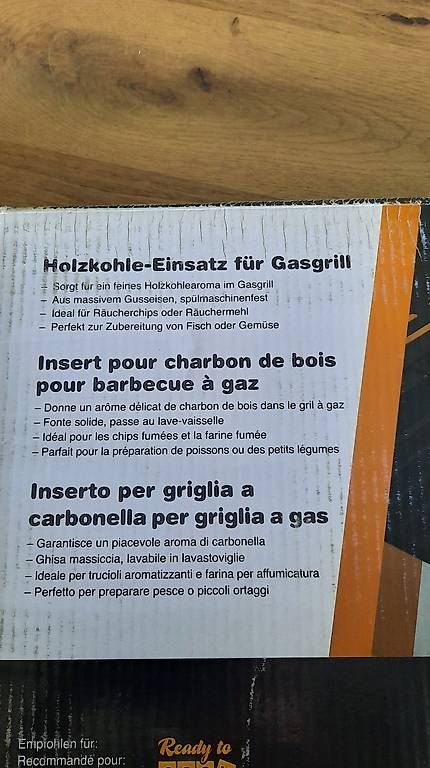 Holzkohle-Einsatz für Gasgrill
– Sorgt für ein feines Holzkohlearoma im Gasgrill
– Aus massivem Gusseisen, spülmaschinenfest
– Ideal für Räucherchips oder Räuchermehl
– Perfekt zur Zubereitung von Fisch oder Gemüse
Insert pour charbon de bois
pour barbecue à gaz
– Donne un arôme délicat de charbon de bois dans le gril à gaz
– Fonte solide, passe au lave-vaisselle
– Idéal pour les chips fumées et la farine fumée
– Parfait pour la préparation de poissons ou des petits légumes
Inserto per griglia a
carbonella per griglia a gas
– Garantisce un piacevole aroma di carbonella
– Ghisa massiccia, lavabile in lavastoviglie
– Ideale per trucioli aromatizzanti e farina per affumicatura
– Perfetto per preparare pesce o piccoli ortaggi
Empfohlen für:
Recommandé pour:
Ready to